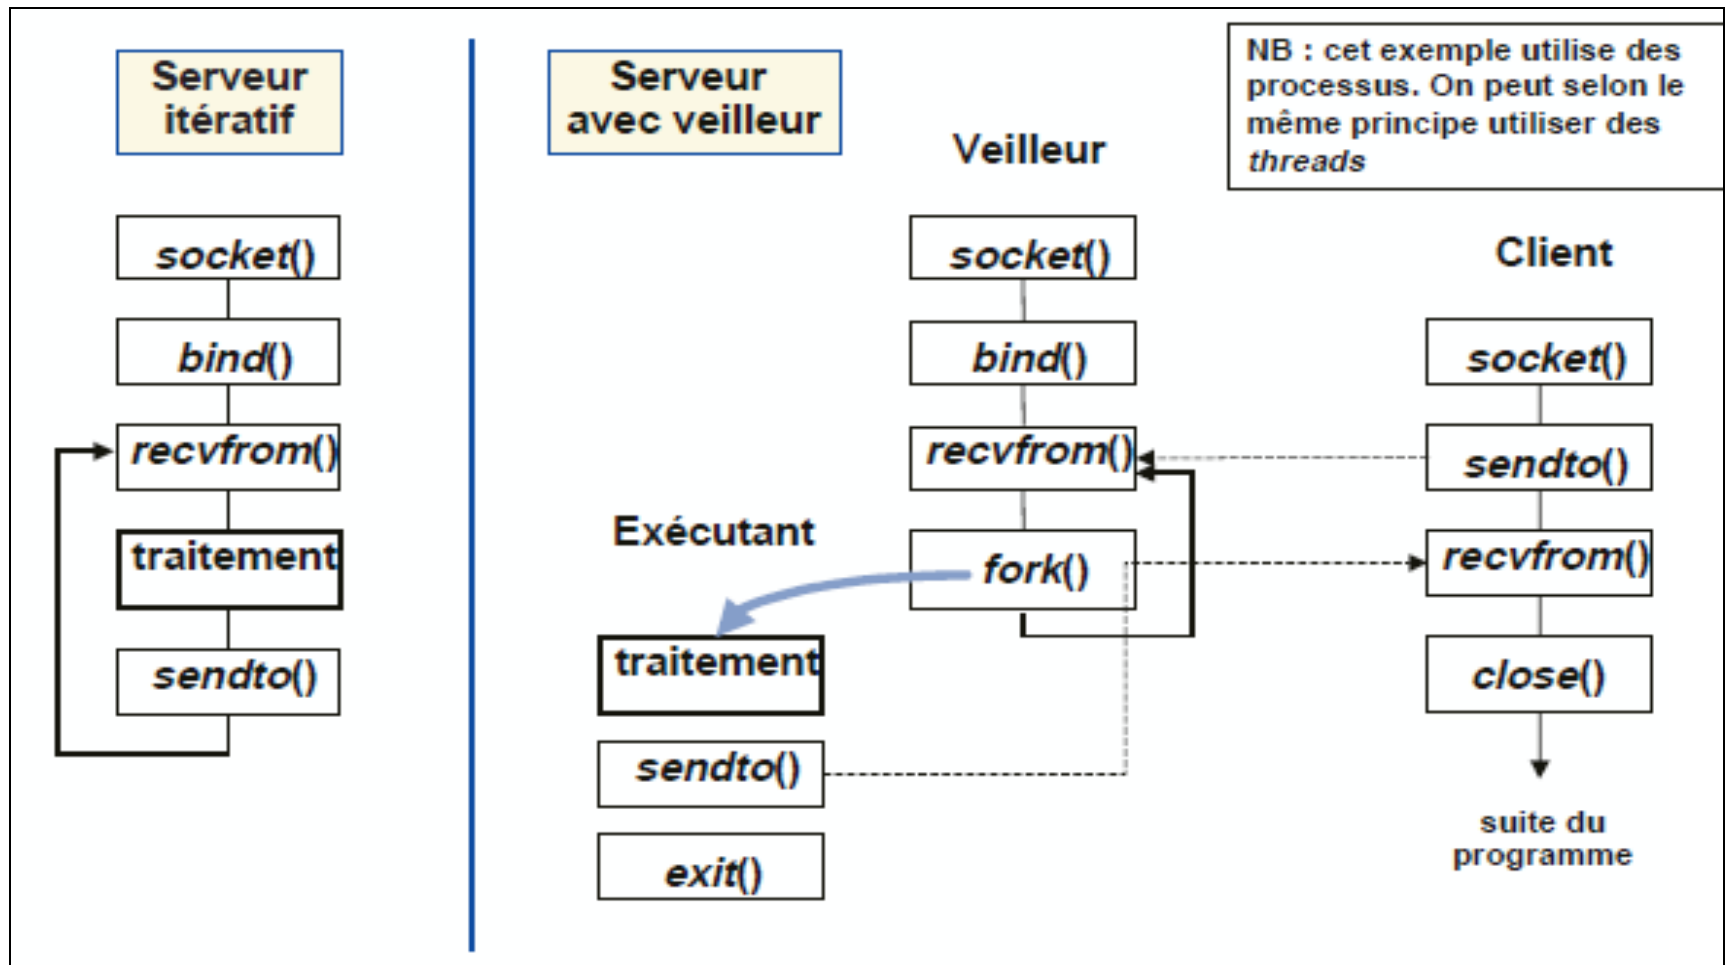 Serveur
itératif
socket()
bind()
recvfrom()
traitement
sendto()
Serveur
avec veilleur
Veilleur
socket()
bind()
recvfrom()
fork()
Exécutant
traitement
sendto()
exit()
NB : cet exemple utilise des
processus. On peut selon le
même principe utiliser des
threads
Client
socket()
sendto()
recvfrom()
close()
suite du
programme